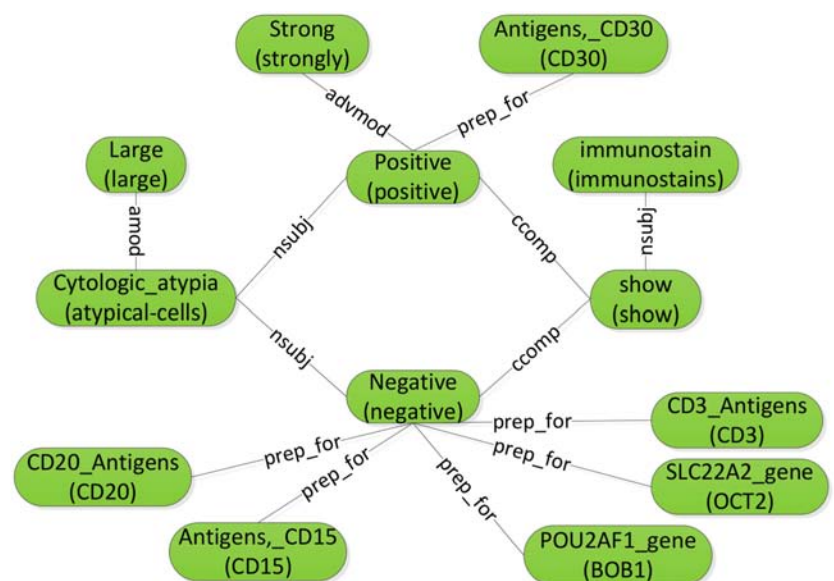 Strong
(strongly)
Antigens,_CD30
(CD30)
advmod
prep_for
Large
(large)
Positive
(positive)
immunostain
(immunostains)
amod
nsubj
ccomp
nsubj
Cytologic_atypia
(atypical-cells)
show
(show)
nsubj
ccomp
Negative
(negative)
CD3_Antigens
(CD3)
prep_for
prep_for
prep_for
prep_for
prep_for
CD20_Antigens
(CD20)
SLC22A2_gene
(OCT2)
Antigens,_CD15
(CD15)
POU2AF1_gene
(BOB1)